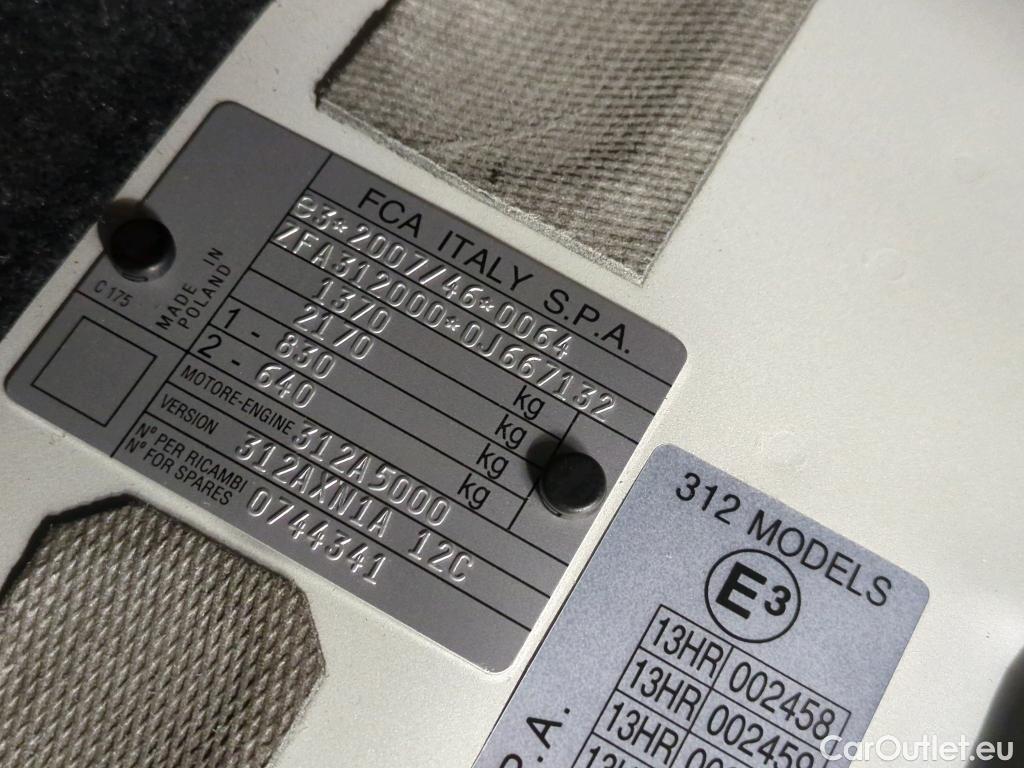 FCA ITALY S.P.A.
e3*2007/46*0064
ZFA312000*0J667132
1370 kg
2170 kg
1 - 830 kg
2 - 640 kg
MOTORE-ENGINE 312A5000
VERSION 312AXN1A 12C
N° PER RICAMBI
N° FOR SPARES 0744341
MADE IN
POLAND
C 175
312 MODELS
E3
13HR 002458
13HR 002459
13HR
.A.
CarOutlet.eu